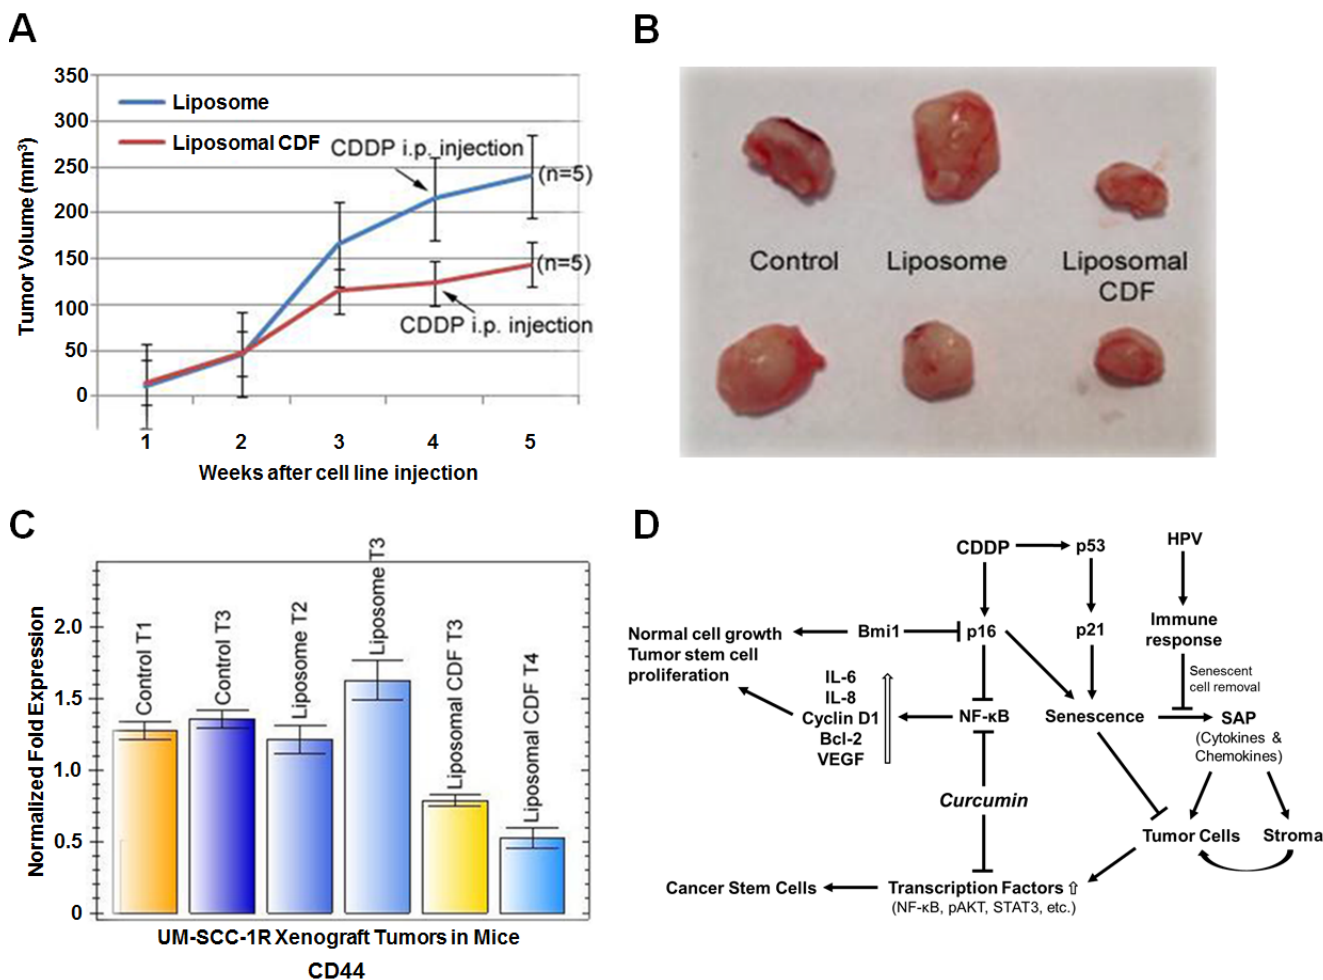 A
350
300
250
200
150
100
50
0
Tumor Volume (mm³)
Liposome
Liposomal CDF
CDDP i.p. injection
(n=5)
(n=5)
CDDP i.p. injection
1 2 3 4 5
Weeks after cell line injection
B
Control
Liposome
Liposomal
CDF
C
Normalized Fold Expression
2.0
1.5
1.0
0.5
0
Control T1
Control T3
Liposome T2
Liposome T3
Liposomal CDF T3
Liposomal CDF T4
UM-SCC-1R Xenograft Tumors in Mice
CD44
D
CDDP
p53
HPV
Normal cell growth
Tumor stem cell
proliferation
Bmi1
p16
p21
Immune
response
Senescent
cell removal
IL-6
IL-8
Cyclin D1
Bcl-2
VEGF
NF-κB
Senescence
SAP
(Cytokines &
Chemokines)
Curcumin
Tumor Cells
Stroma
Cancer Stem Cells
Transcription Factors ⇧
(NF-κB, pAKT, STAT3, etc.)